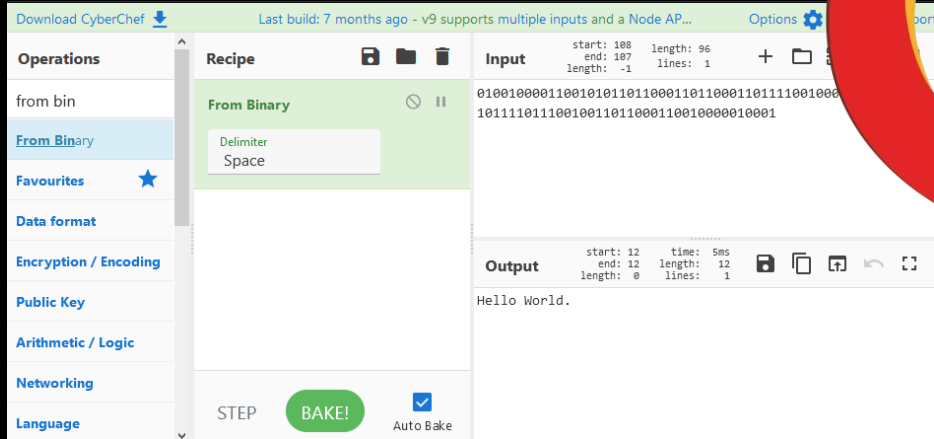 Download CyberChef
Last build: 7 months ago - v9 supports multiple inputs and a Node AP...
Options
Operations
Recipe
Input
start: 108
end: 107
length: -1
length: 96
lines: 1
from bin
From Binary
Favourites
Data format
Encryption / Encoding
Public Key
Arithmetic / Logic
Networking
Language
From Binary
Delimiter
Space
STEP
BAKE!
Auto Bake
Output
start: 12
end: 12
length: 0
time: 5ms
length: 12
lines: 1
Hello World.